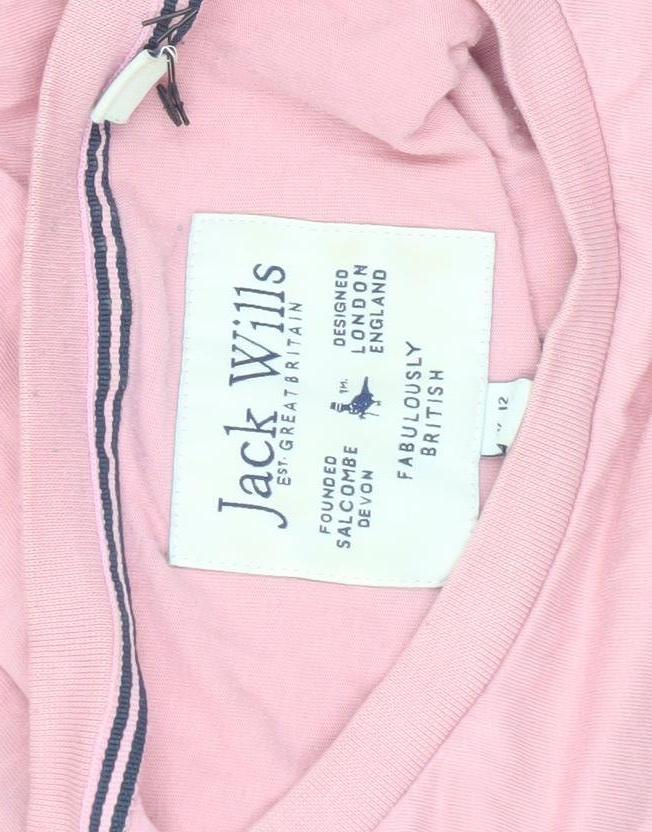 Jack Wills
EST. GREAT BRITAIN
FOUNDED
SALCOMBE
DEVON
TM.
DESIGNED
LONDON
ENGLAND
FABULOUSLY
BRITISH
12